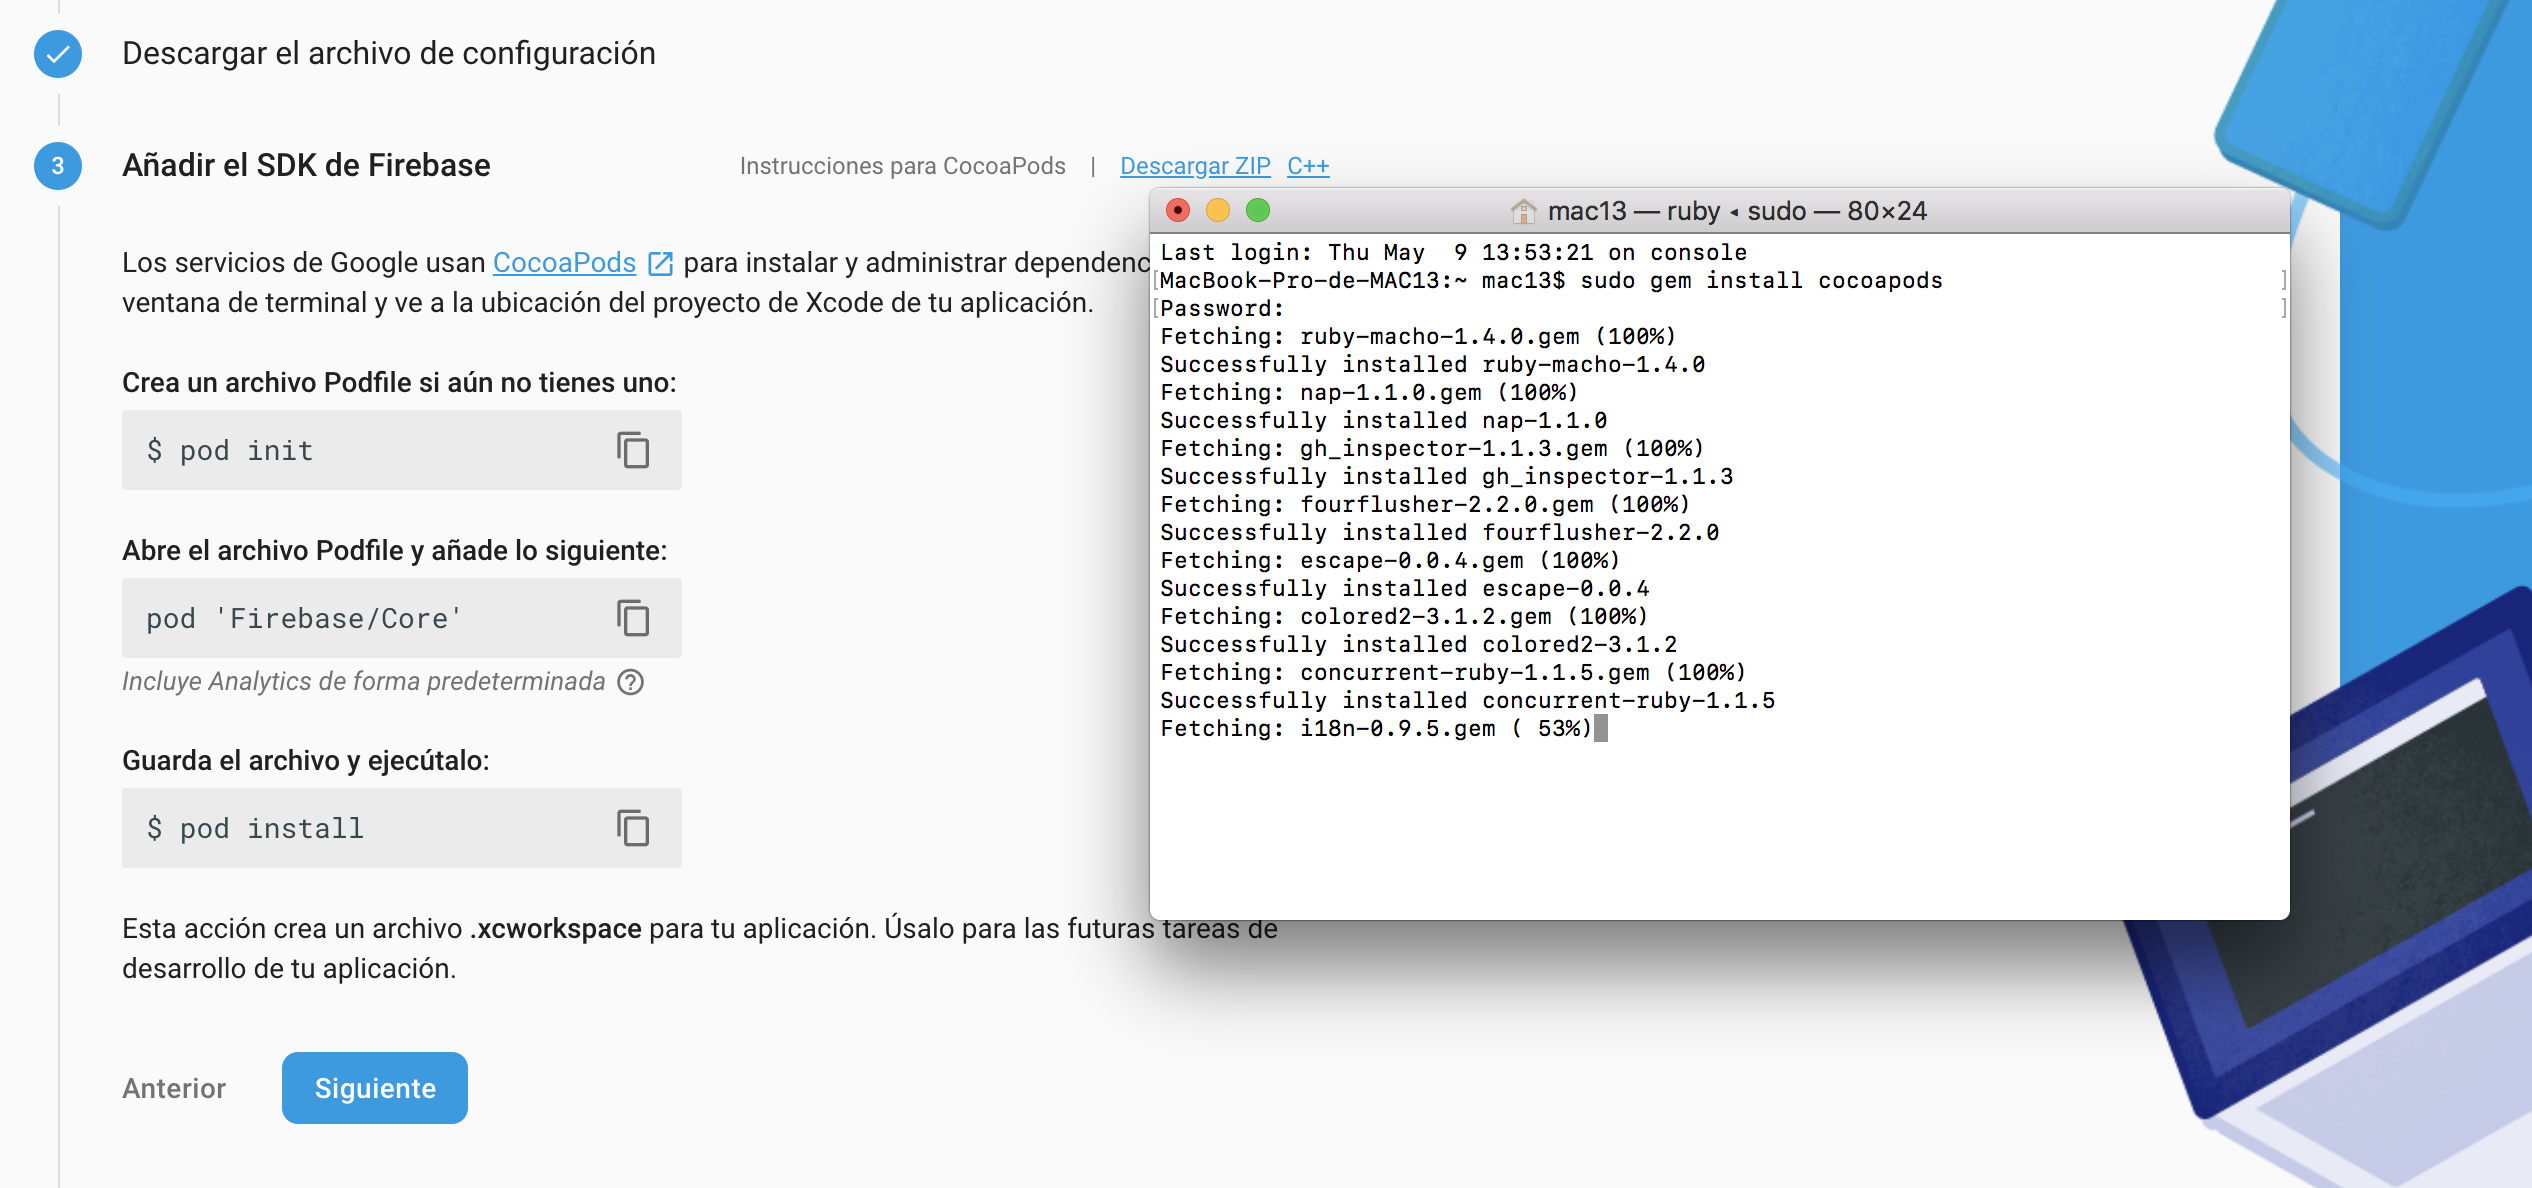 Descargar el archivo de configuración
3
Añadir el SDK de Firebase
Instrucciones para CocoaPods | Descargar ZIP C++
Los servicios de Google usan CocoaPods para instalar y administrar
ventana de terminal y ve a la ubicación del proyecto de Xcode de tu aplicación.
Crea un archivo Podfile si aún no tienes uno:
$ pod init
Abre el archivo Podfile y añade lo siguiente:
pod 'Firebase/Core'
Incluye Analytics de forma predeterminada ?
Guarda el archivo y ejecútalo:
$ pod install
Esta acción crea un archivo .xcworkspace para tu aplicación. Úsalo para las futuras tareas de
desarrollo de tu aplicación.
Anterior
Siguiente
mac13 — ruby ◂ sudo — 80×24
Last login: Thu May  9 13:53:21 on console
[MacBook-Pro-de-MAC13:~ mac13$ sudo gem install cocoapods ]
[Password: ]
Fetching: ruby-macho-1.4.0.gem (100%)
Successfully installed ruby-macho-1.4.0
Fetching: nap-1.1.0.gem (100%)
Successfully installed nap-1.1.0
Fetching: gh_inspector-1.1.3.gem (100%)
Successfully installed gh_inspector-1.1.3
Fetching: fourflusher-2.2.0.gem (100%)
Successfully installed fourflusher-2.2.0
Fetching: escape-0.0.4.gem (100%)
Successfully installed escape-0.0.4
Fetching: colored2-3.1.2.gem (100%)
Successfully installed colored2-3.1.2
Fetching: concurrent-ruby-1.1.5.gem (100%)
Successfully installed concurrent-ruby-1.1.5
Fetching: i18n-0.9.5.gem ( 53%)